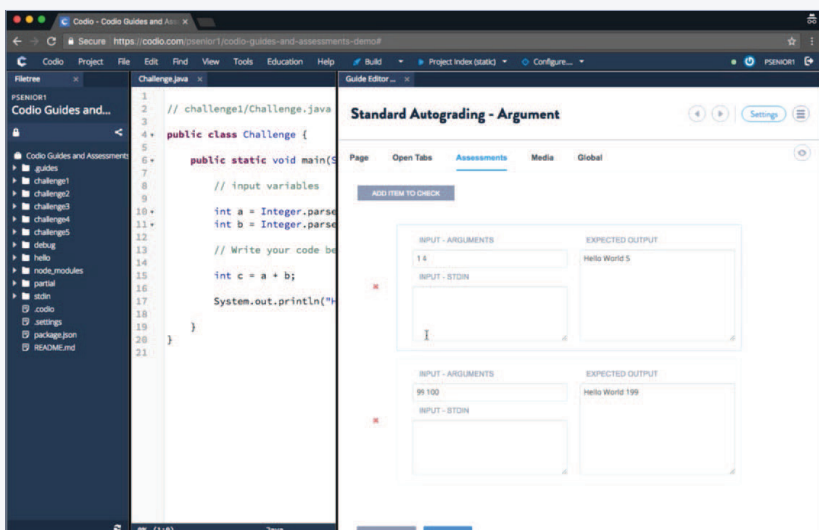 Codio - Codio Guides and Ass
Secure https://codio.com/psenior1/codio-guides-and-assessments-demo#
Codio Project File Edit Find View Tools Education Help Build Project Index (static) Configure... PSENIOR1
Filetree
PSENIOR1
Codio Guides and...
Codio Guides and Assessments
.guides
challenge1
challenge2
challenge3
challenge4
challenge5
debug
hello
node_modules
partial
stdin
.codio
.settings
package.json
README.md
Challenge.java
1
2 // challenge1/Challenge.java
3
4 public class Challenge {
5
6 public static void main(S
7
8 // input variables
9
10 int a = Integer.parse
11 int b = Integer.parse
12
13 // Write your code be
14
15 int c = a + b;
16
17 System.out.println("H
18
19 }
20 }
21
Guide Editor ...
Standard Autograding - Argument
Settings
Page Open Tabs Assessments Media Global
ADD ITEM TO CHECK
INPUT - ARGUMENTS EXPECTED OUTPUT
1 4 Hello World 5
INPUT - STDIN
INPUT - ARGUMENTS EXPECTED OUTPUT
99 100 Hello World 199
INPUT - STDIN